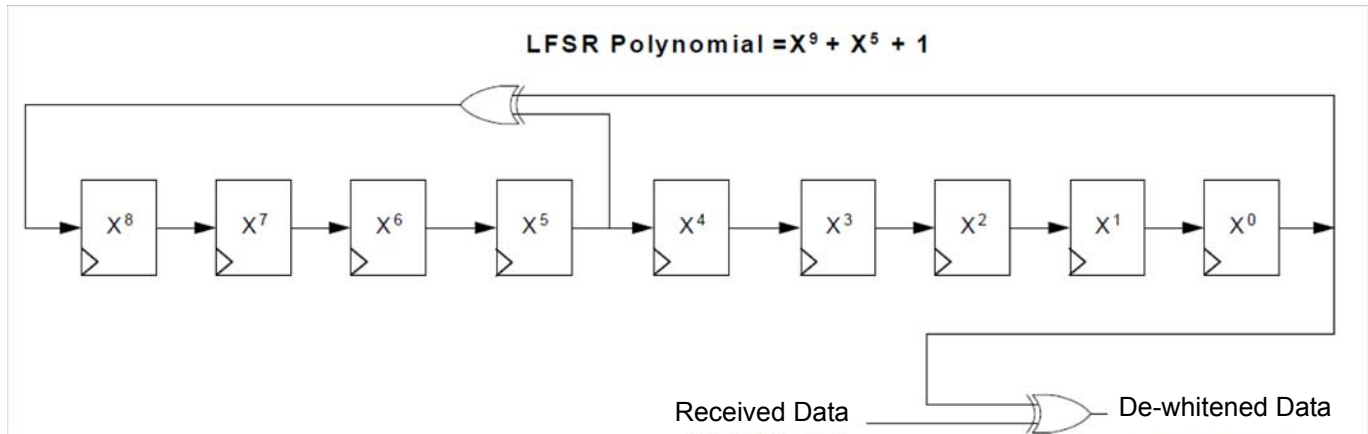 LFSR Polynomial =X⁹ + X⁵ + 1
X⁸ X⁷ X⁶ X⁵ X⁴ X³ X² X¹ X⁰
Received Data De-whitened Data